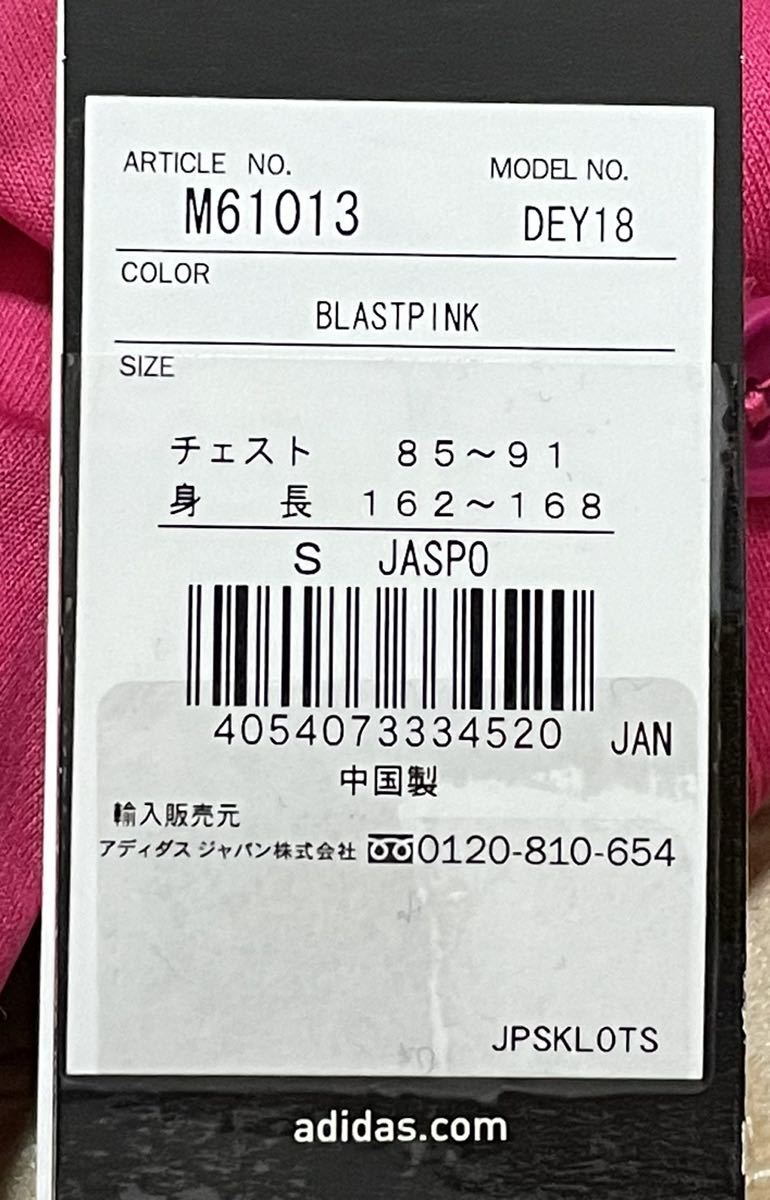 ARTICLE NO. MODEL NO.
M61013 DEY18
COLOR
BLASTPINK
SIZE
チェスト 85～91
身 長 162～168
S JASPO
4054073334520 JAN
中国製
輸入販売元
アディダス ジャパン株式会社 0120-810-654
JPSKLOTS
adidas.com